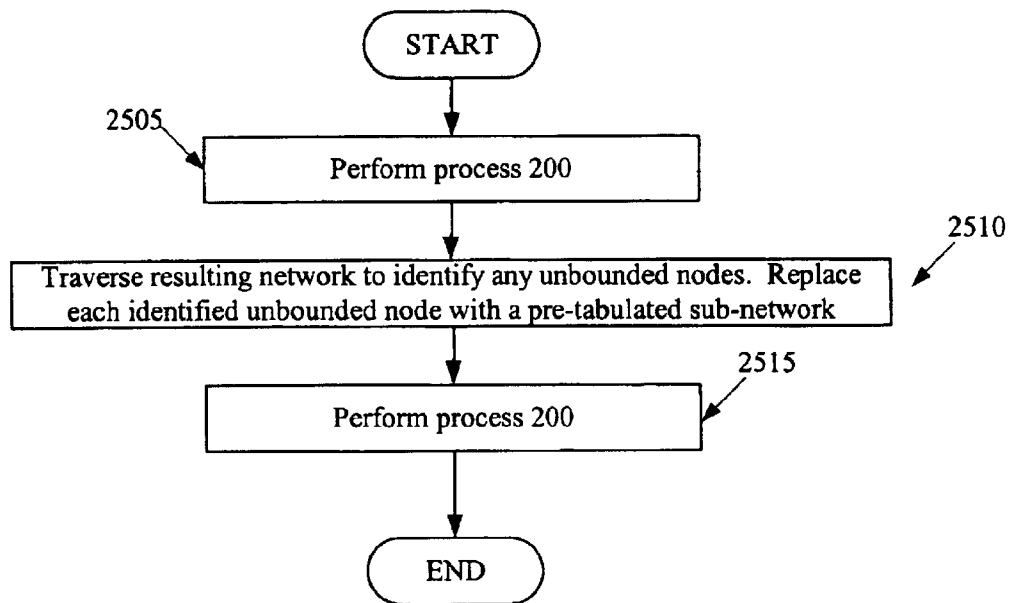 START
2505
Perform process 200
2510
Traverse resulting network to identify any unbounded nodes. Replace
each identified unbounded node with a pre-tabulated sub-network
2515
Perform process 200
END